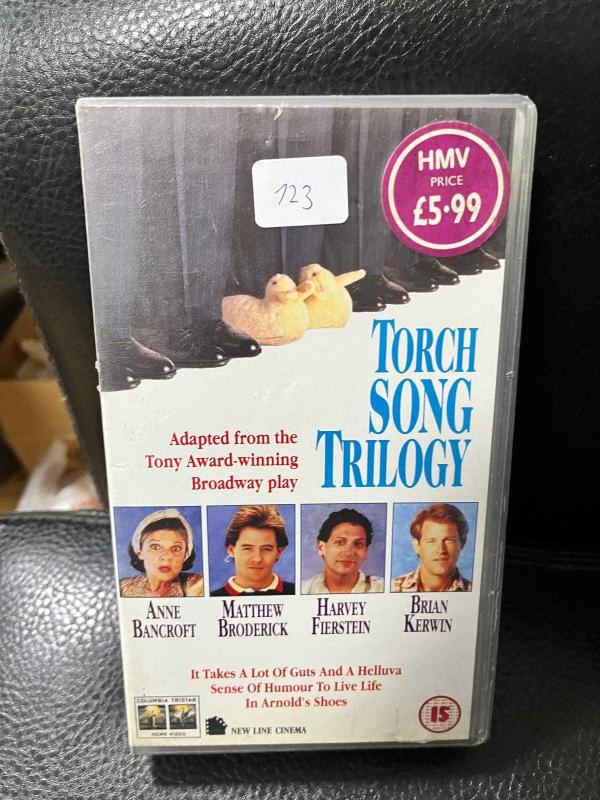 123
HMV
PRICE
£5·99
TORCH
SONG
TRILOGY
Adapted from the
Tony Award-winning
Broadway play
ANNE
BANCROFT
MATTHEW
BRODERICK
HARVEY
FIERSTEIN
BRIAN
KERWIN
It Takes A Lot Of Guts And A Helluva
Sense Of Humour To Live Life
In Arnold's Shoes
COLUMBIA TRISTAR
HOME VIDEO
NEW LINE CINEMA
15